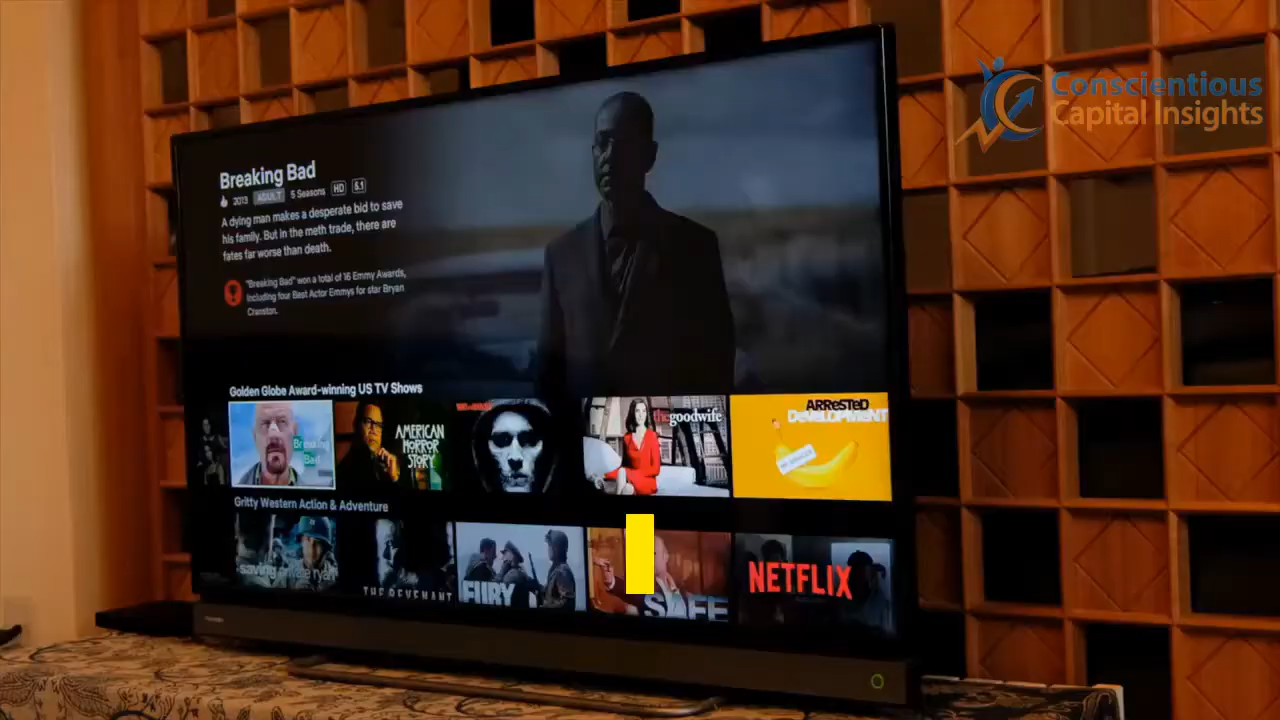 Conscientious
Capital Insights
Breaking Bad
2013 ADULT 5 Seasons HD 5.1
A dying man makes a desperate bid to save
his family. But in the meth trade, there are
fates far worse than death.
"Breaking Bad" won a total of 16 Emmy Awards,
including four Best Actor Emmys for star Bryan
Cranston.
Golden Globe Award-winning US TV Shows
Breaking
Bad
AMERICAN
HORROR
STORY
the goodwife
ARRESTED
DEVELOPMENT
Gritty Western Action & Adventure
saving private ryan
THE REVENANT
FURY
SAFE
NETFLIX